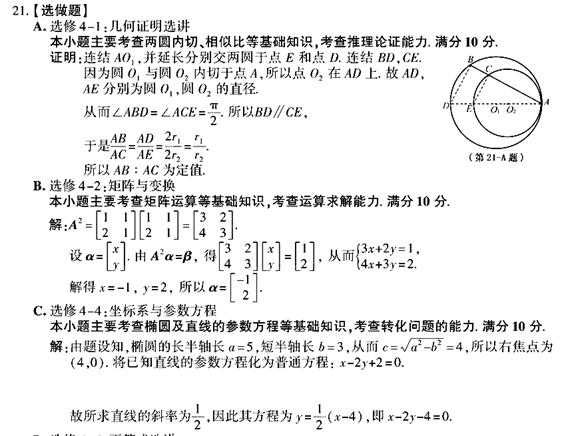 21.【选做题】
A. 选修 4-1:几何证明选讲
本小题主要考查两圆内切、相似比等基础知识,考查推理论证能力. 满分 10 分.
证明:连结 AO₁,并延长分别交两圆于点 E 和点 D. 连结 BD,CE.
因为圆 O₁ 与圆 O₂ 内切于点 A,所以点 O₂ 在 AD 上. 故 AD,
AE 分别为圆 O₁,圆 O₂ 的直径.
从而∠ABD=∠ACE=π/2. 所以BD∥CE,
于是AB/AC=AD/AE=2r₁/2r₂=r₁/r₂.
所以 AB:AC 为定值.
B
C
D
E
O₁
O₂
A
(第 21-A 题)
B. 选修 4-2:矩阵与变换
本小题主要考查矩阵运算等基础知识,考查运算求解能力. 满分 10 分.
解:A²=[1 1; 2 1][1 1; 2 1]=[3 2; 4 3].
设 α=[x; y]. 由 A²α=β, 得[3 2; 4 3][x; y]=[1; 2], 从而{3x+2y=1, 4x+3y=2.
解得 x=-1, y=2, 所以 α=[-1; 2].
C. 选修 4-4:坐标系与参数方程
本小题主要考查椭圆及直线的参数方程等基础知识,考查转化问题的能力. 满分 10 分.
解:由题设知,椭圆的长半轴长 a=5,短半轴长 b=3,从而 c=√(a²-b²)=4,所以右焦点为
(4,0). 将已知直线的参数方程化为普通方程: x-2y+2=0.
故所求直线的斜率为1/2,因此其方程为 y=1/2(x-4),即 x-2y-4=0.